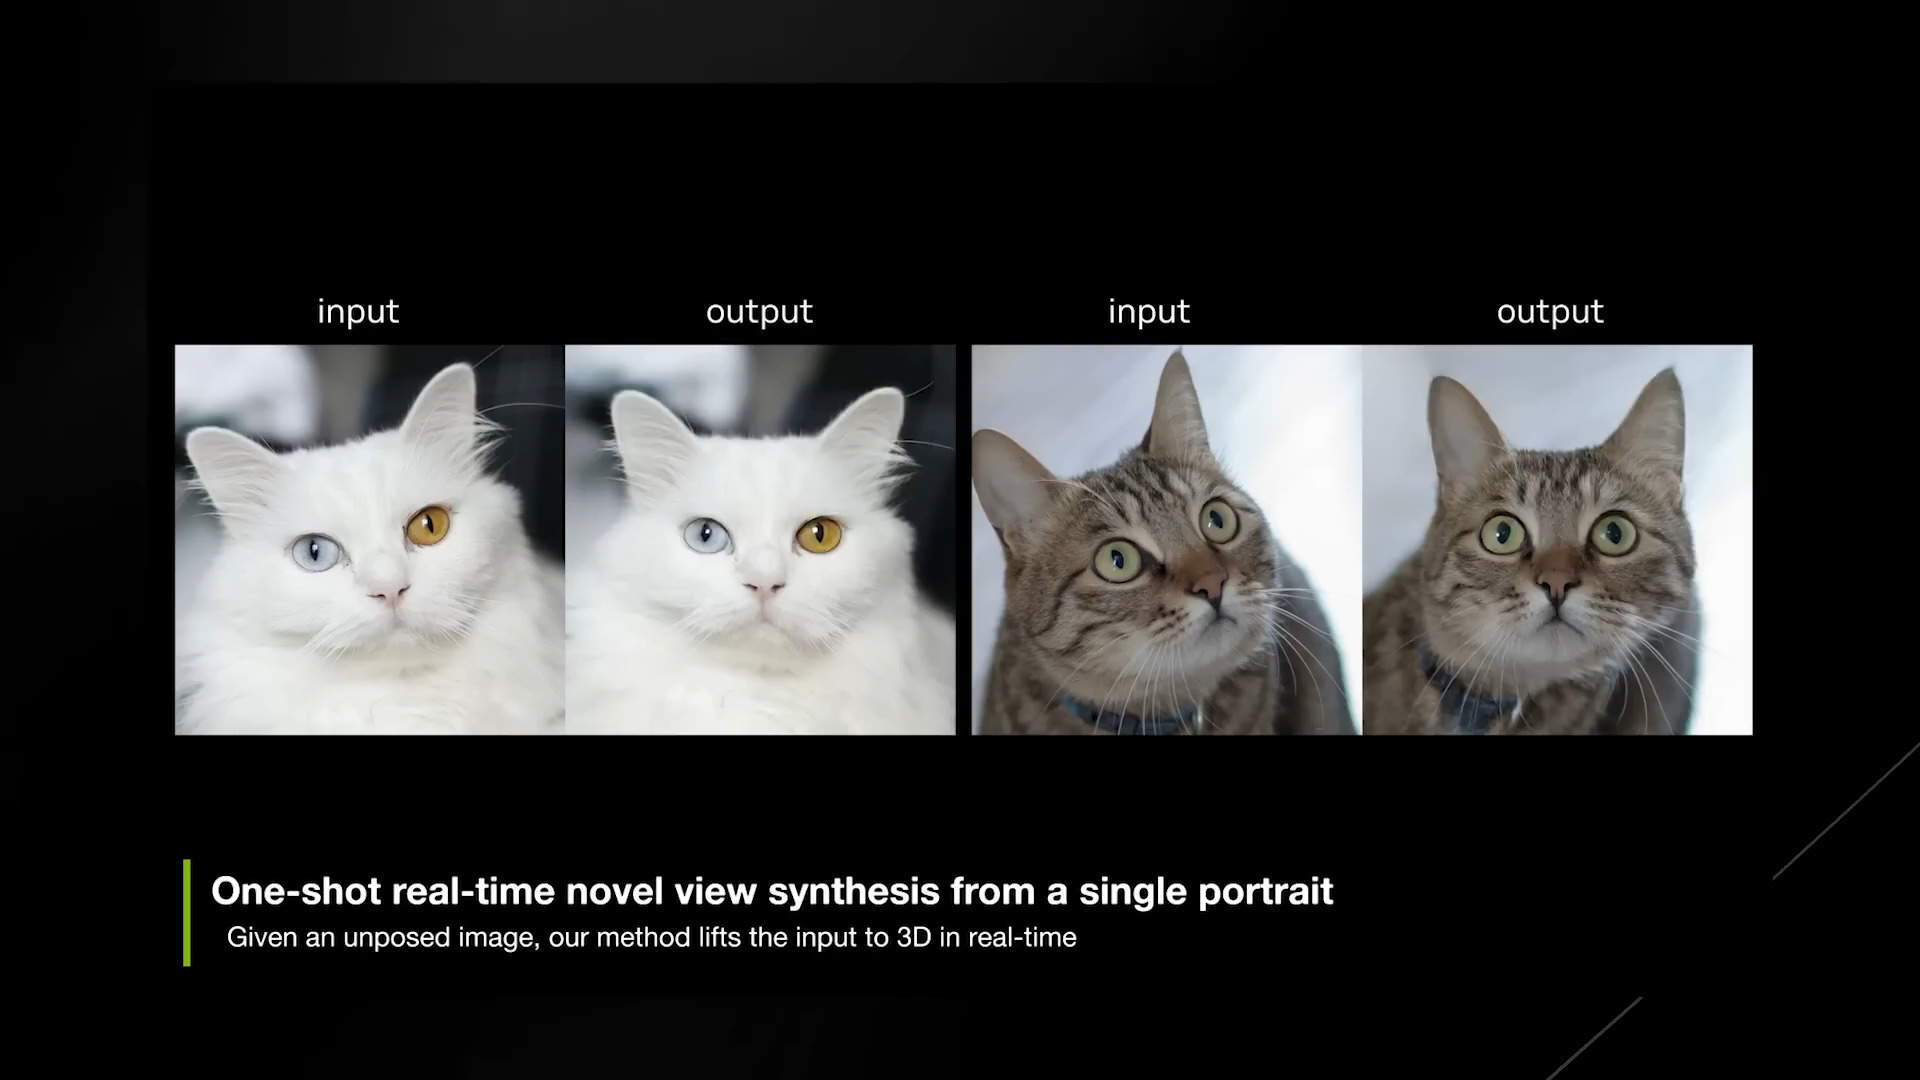 input
output
input
output
One-shot real-time novel view synthesis from a single portrait
Given an unposed image, our method lifts the input to 3D in real-time